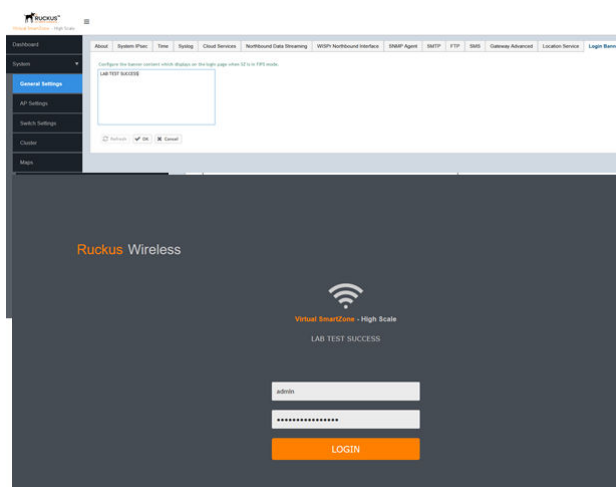 RUCKUS™
Virtual SmartZone - High Scale
Dashboard
About System IPsec Time Syslog Cloud Services Northbound Data Streaming WISPr Northbound Interface SNMP Agent SMTP FTP SMS Gateway Advanced Location Service Login Bann
System
Configure the banner content which displays on the login page when SZ is in FIPS mode.
LAB TEST SUCCESS
General Settings
AP Settings
Switch Settings
Refresh OK Cancel
Cluster
Maps
Ruckus Wireless
Virtual SmartZone - High Scale
LAB TEST SUCCESS
admin
LOGIN